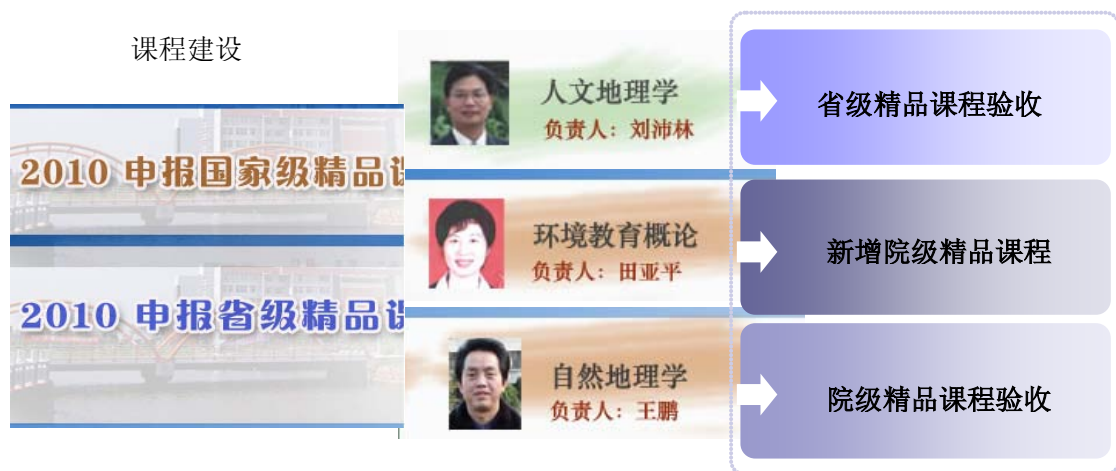 课程建设
2010 申报国家级精品
2010 申报省级精品
人文地理学
负责人：刘沛林
环境教育概论
负责人：田亚平
自然地理学
负责人：王鹏
省级精品课程验收
新增院级精品课程
院级精品课程验收